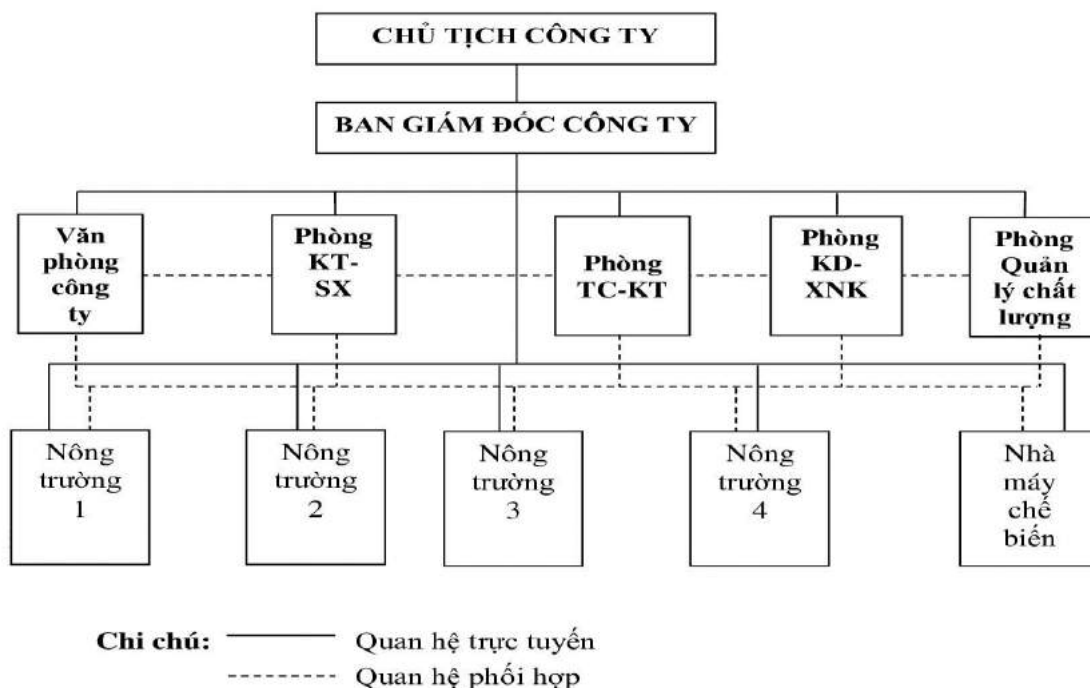 CHỦ TỊCH CÔNG TY
BAN GIÁM ĐỐC CÔNG TY
Văn
phòng
công
ty
Phòng
KT-
SX
Phòng
TC-KT
Phòng
KD-
XNK
Phòng
Quản
lý chất
lượng
Nông
trường
1
Nông
trường
2
Nông
trường
3
Nông
trường
4
Nhà
máy
chế
biến
Chi chú:
Quan hệ trực tuyến
Quan hệ phối hợp